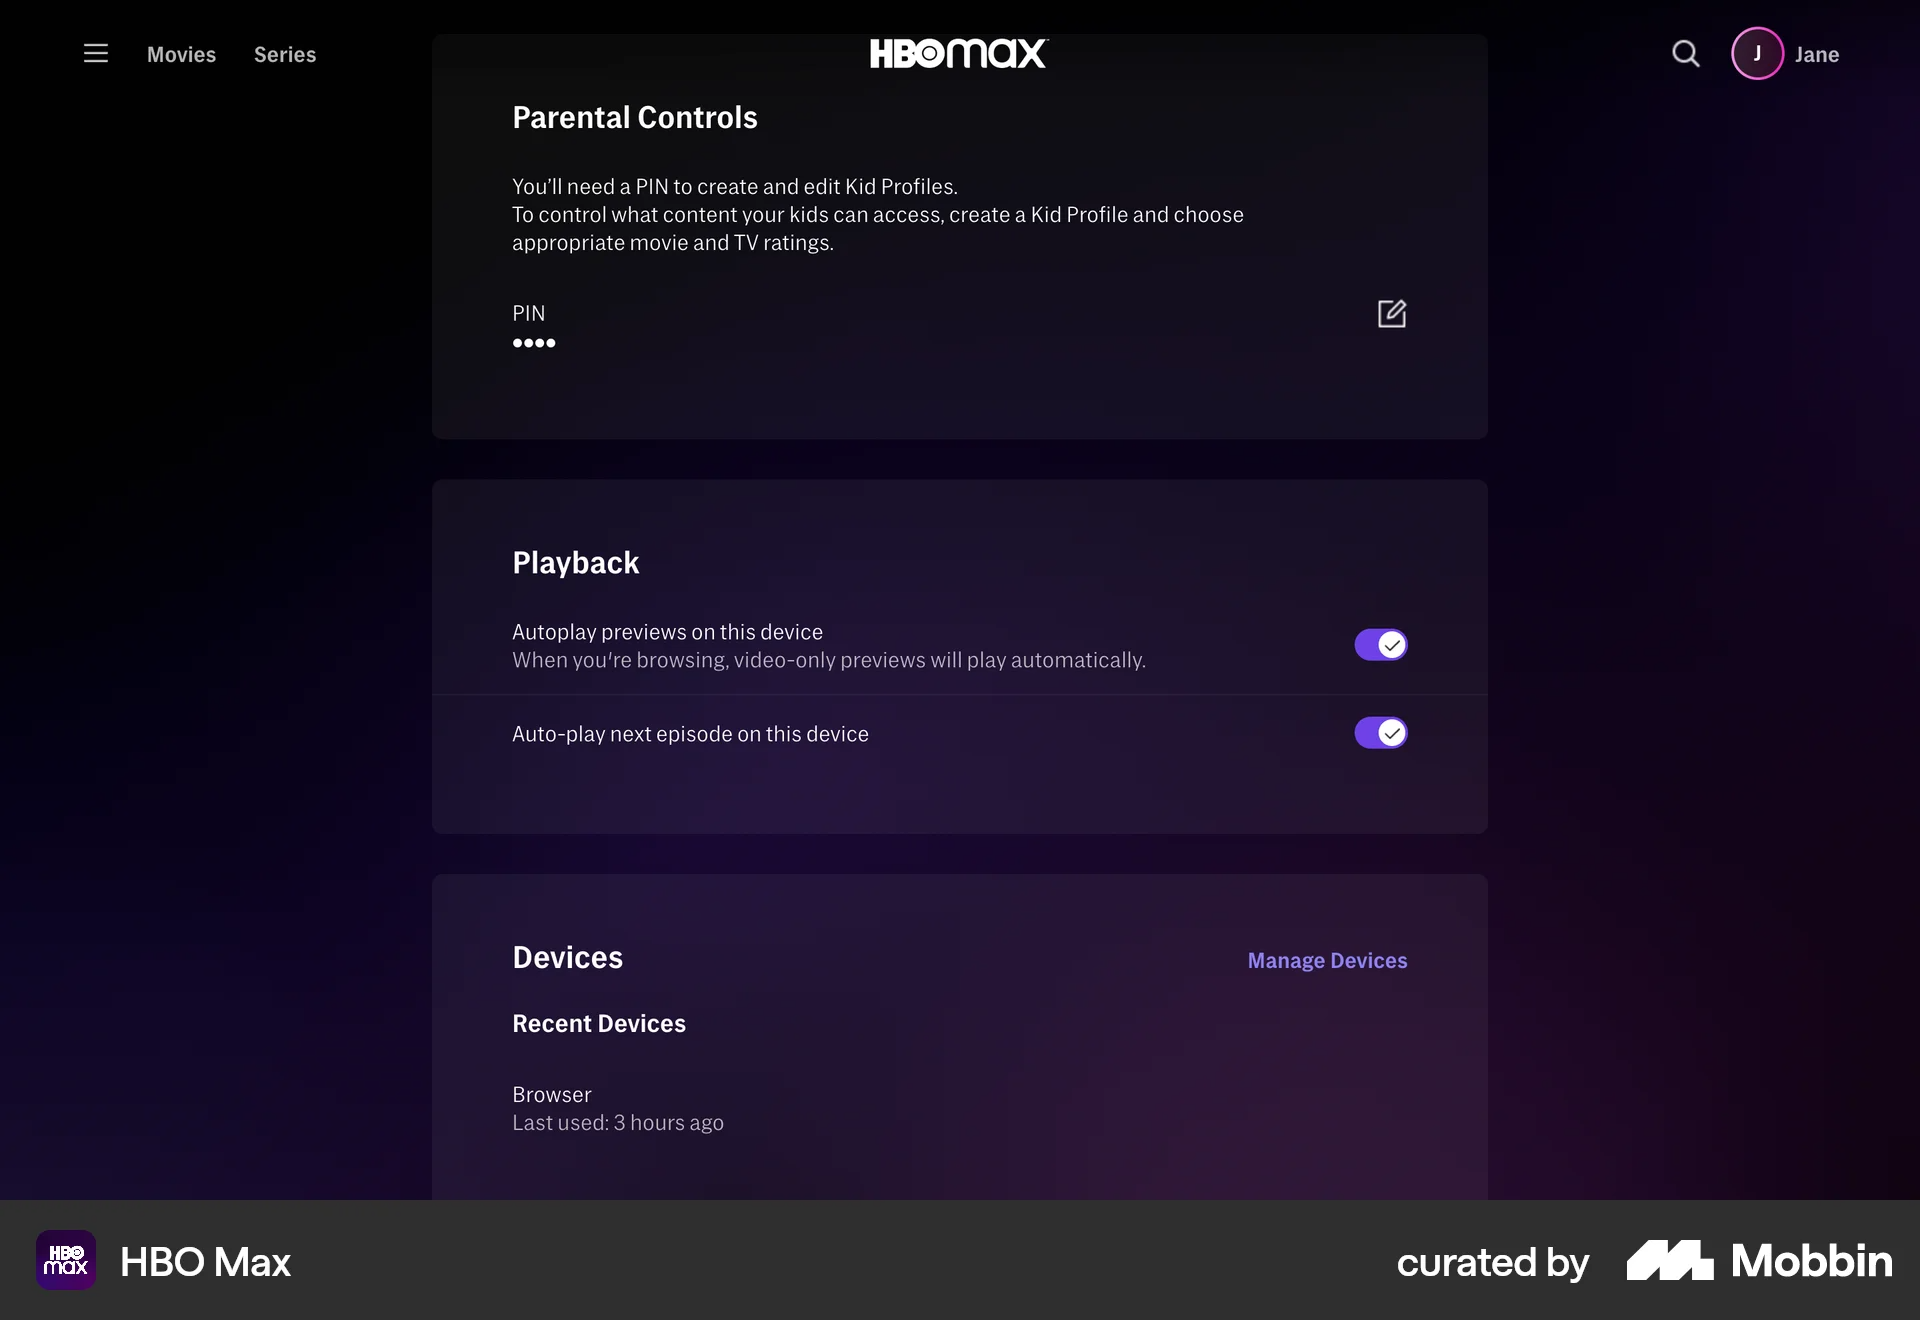 Movies
Series
HBOmax
J
Jane
Parental Controls
You’ll need a PIN to create and edit Kid Profiles.
To control what content your kids can access, create a Kid Profile and choose
appropriate movie and TV ratings.
PIN
••••
Playback
Autoplay previews on this device
When you're browsing, video-only previews will play automatically.
Auto-play next episode on this device
Devices
Manage Devices
Recent Devices
Browser
Last used: 3 hours ago
HBO
max
HBO Max
curated by
Mobbin